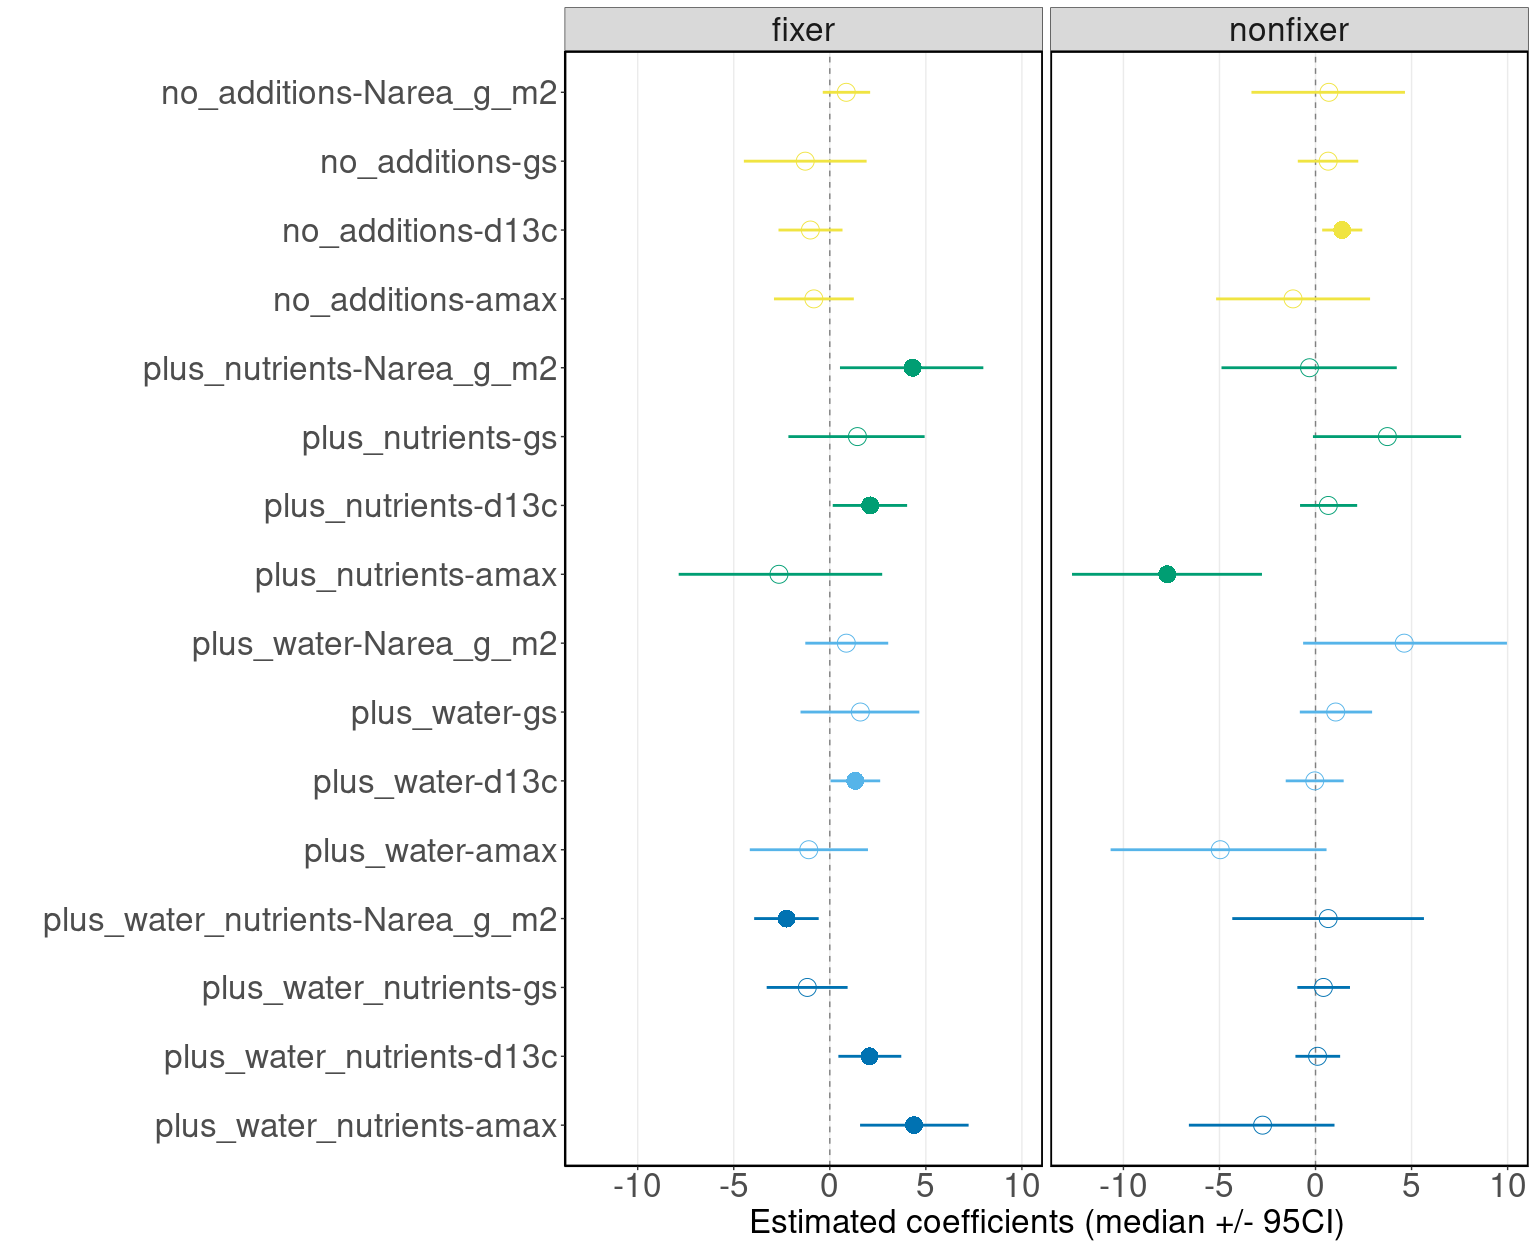 fixer
nonfixer
no_additions-Narea_g_m2
no_additions-gs
no_additions-d13c
no_additions-amax
plus_nutrients-Narea_g_m2
plus_nutrients-gs
plus_nutrients-d13c
plus_nutrients-amax
plus_water-Narea_g_m2
plus_water-gs
plus_water-d13c
plus_water-amax
plus_water_nutrients-Narea_g_m2
plus_water_nutrients-gs
plus_water_nutrients-d13c
plus_water_nutrients-amax
-10 -5 0 5 10
-10 -5 0 5 10
Estimated coefficients (median +/- 95CI)